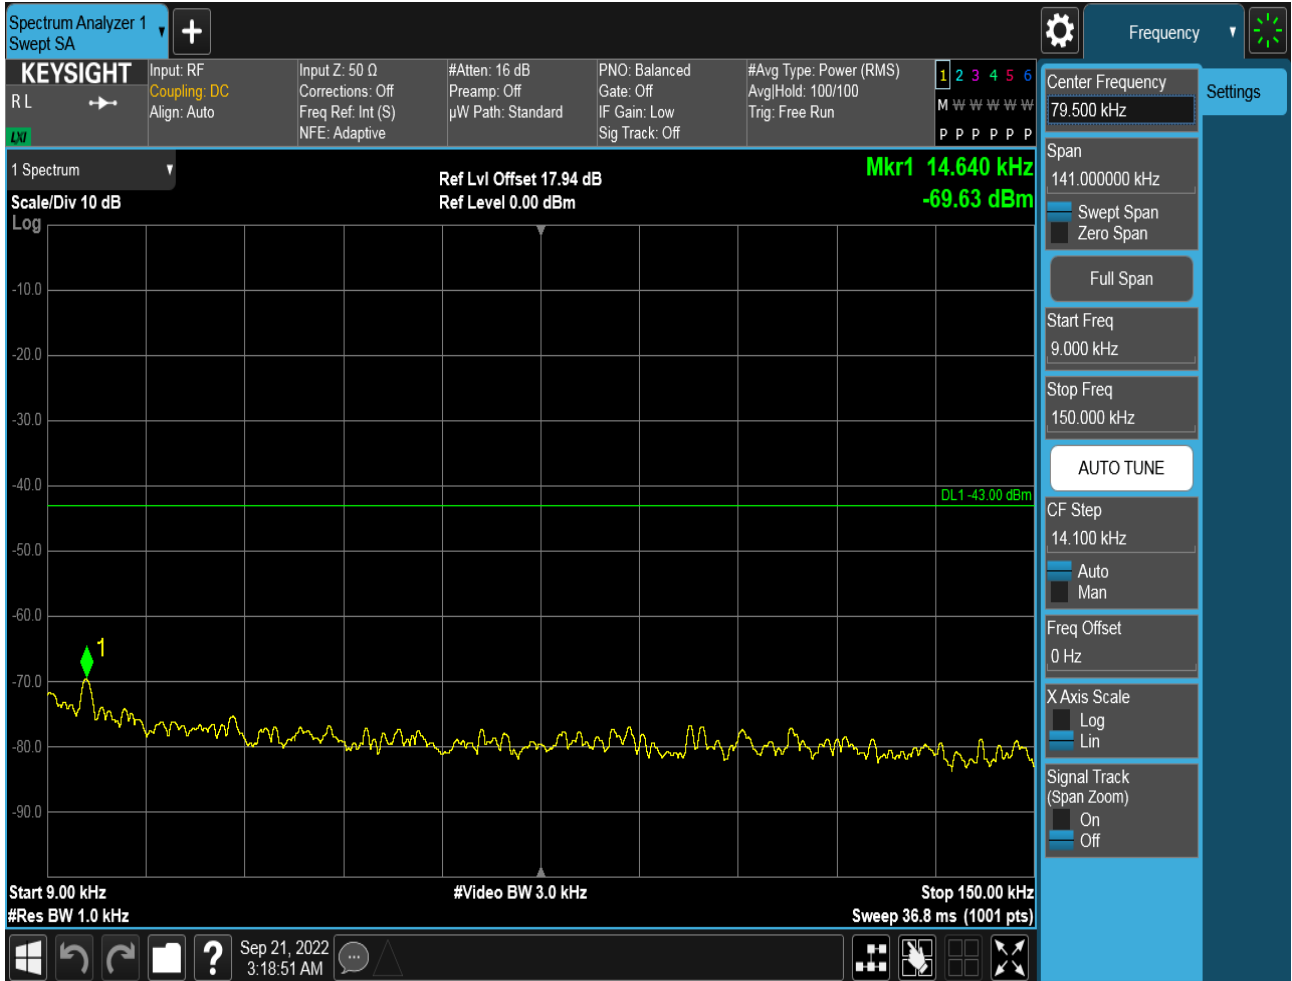 Spectrum Analyzer 1
Swept SA
Frequency
KEYSIGHT
R L
LXI
Input: RF
Coupling: DC
Align: Auto
Input Z: 50 Ω
Corrections: Off
Freq Ref: Int (S)
NFE: Adaptive
#Atten: 16 dB
Preamp: Off
µW Path: Standard
PNO: Balanced
Gate: Off
IF Gain: Low
Sig Track: Off
#Avg Type: Power (RMS)
Avg|Hold: 100/100
Trig: Free Run
1 2 3 4 5 6
M W W W W W
P P P P P P
1 Spectrum
Scale/Div 10 dB
Log
Ref Lvl Offset 17.94 dB
Ref Level 0.00 dBm
Mkr1 14.640 kHz
-69.63 dBm
-10.0
-20.0
-30.0
-40.0
DL1 -43.00 dBm
-50.0
-60.0
1
-70.0
-80.0
-90.0
Start 9.00 kHz
#Res BW 1.0 kHz
#Video BW 3.0 kHz
Stop 150.00 kHz
Sweep 36.8 ms (1001 pts)
Sep 21, 2022
3:18:51 AM
Center Frequency
79.500 kHz
Settings
Span
141.000000 kHz
Swept Span
Zero Span
Full Span
Start Freq
9.000 kHz
Stop Freq
150.000 kHz
AUTO TUNE
CF Step
14.100 kHz
Auto
Man
Freq Offset
0 Hz
X Axis Scale
Log
Lin
Signal Track
(Span Zoom)
On
Off